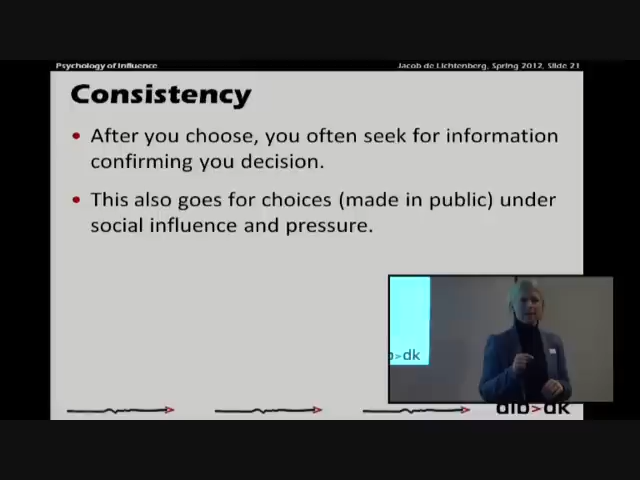 Psychology of Influence
Jacob de Lichtenberg, Spring 2012, Slide 21
Consistency
• After you choose, you often seek for information
confirming you decision.
• This also goes for choices (made in public) under
social influence and pressure.
b>dk
dib>dk